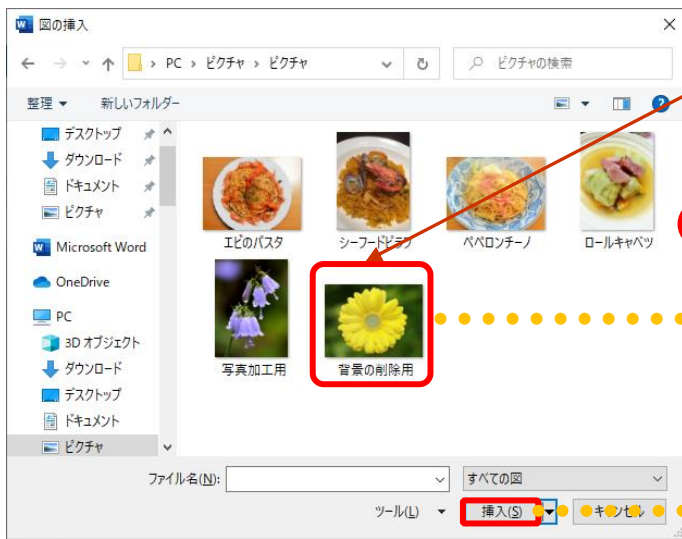 図の挿入
PC › ピクチャ › ピクチャ
ピクチャの検索
整理
新しいフォルダー
デスクトップ
ダウンロード
ドキュメント
ピクチャ
Microsoft Word
OneDrive
PC
3D オブジェクト
ダウンロード
デスクトップ
ドキュメント
ピクチャ
エビのパスタ
シーフードピラフ
ペペロンチーノ
ロールキャベツ
写真加工用
背景の削除用
ファイル名(N):
すべての図
ツール(L)
挿入(S)
キャンセル